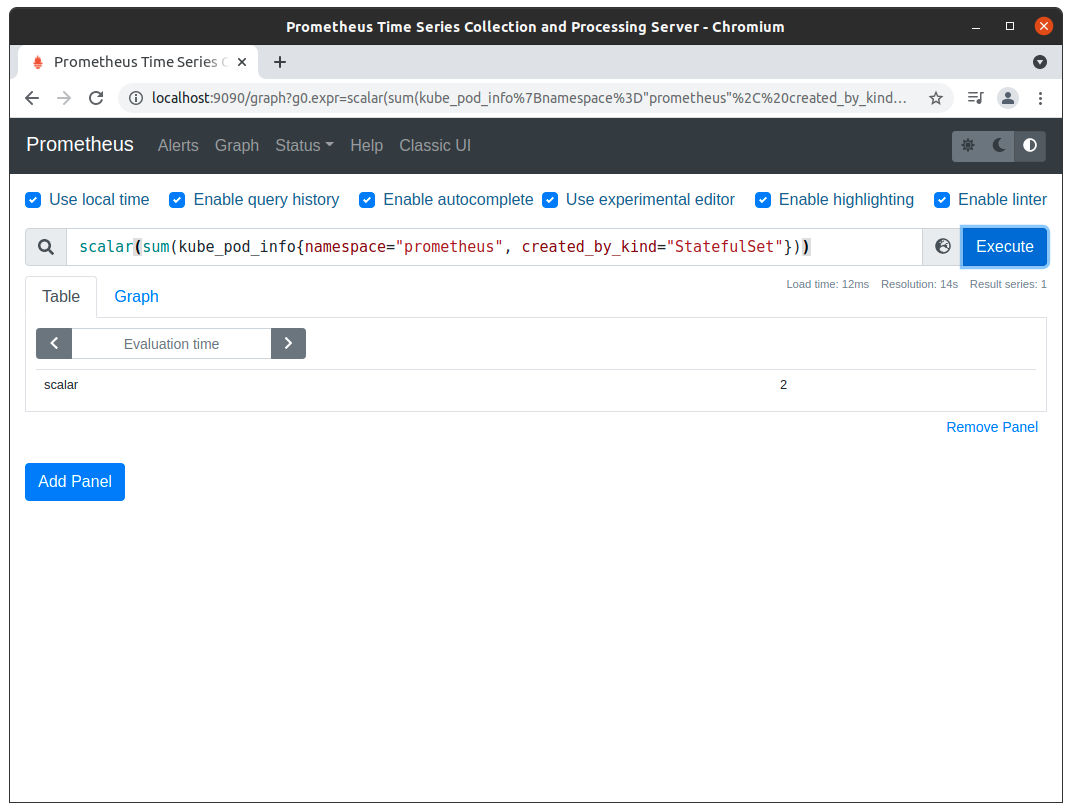 Prometheus Time Series Collection and Processing Server - Chromium
Prometheus Time Series C
localhost:9090/graph?g0.expr=scalar(sum(kube_pod_info%7Bnamespace%3D"prometheus"%2C%20created_by_kind...
Prometheus Alerts Graph Status Help Classic UI
Use local time Enable query history Enable autocomplete Use experimental editor Enable highlighting Enable linter
scalar(sum(kube_pod_info{namespace="prometheus", created_by_kind="StatefulSet"})) Execute
Load time: 12ms Resolution: 14s Result series: 1
Table Graph
Evaluation time
scalar 2
Remove Panel
Add Panel